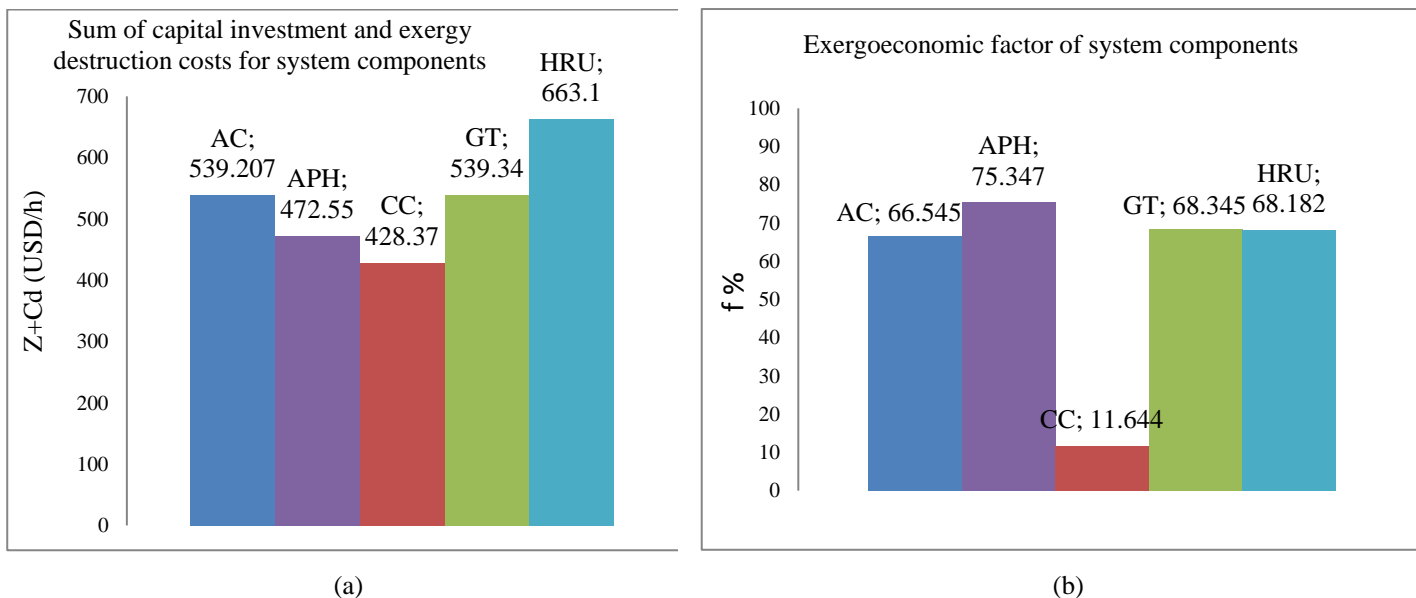 Sum of capital investment and exergy
destruction costs for system components
HRU;
663.1
700
AC;
539.207
GT;
539.34
600
APH;
472.55
CC;
428.37
500
400
300
200
100
0
Z+Cd (USD/h)
(a)
Exergoeconomic factor of system components
100
90
APH;
75.347
80
HRU;
68.182
AC; 66.545
GT; 68.345
70
60
50
40
30
20
CC; 11.644
10
0
f %
(b)